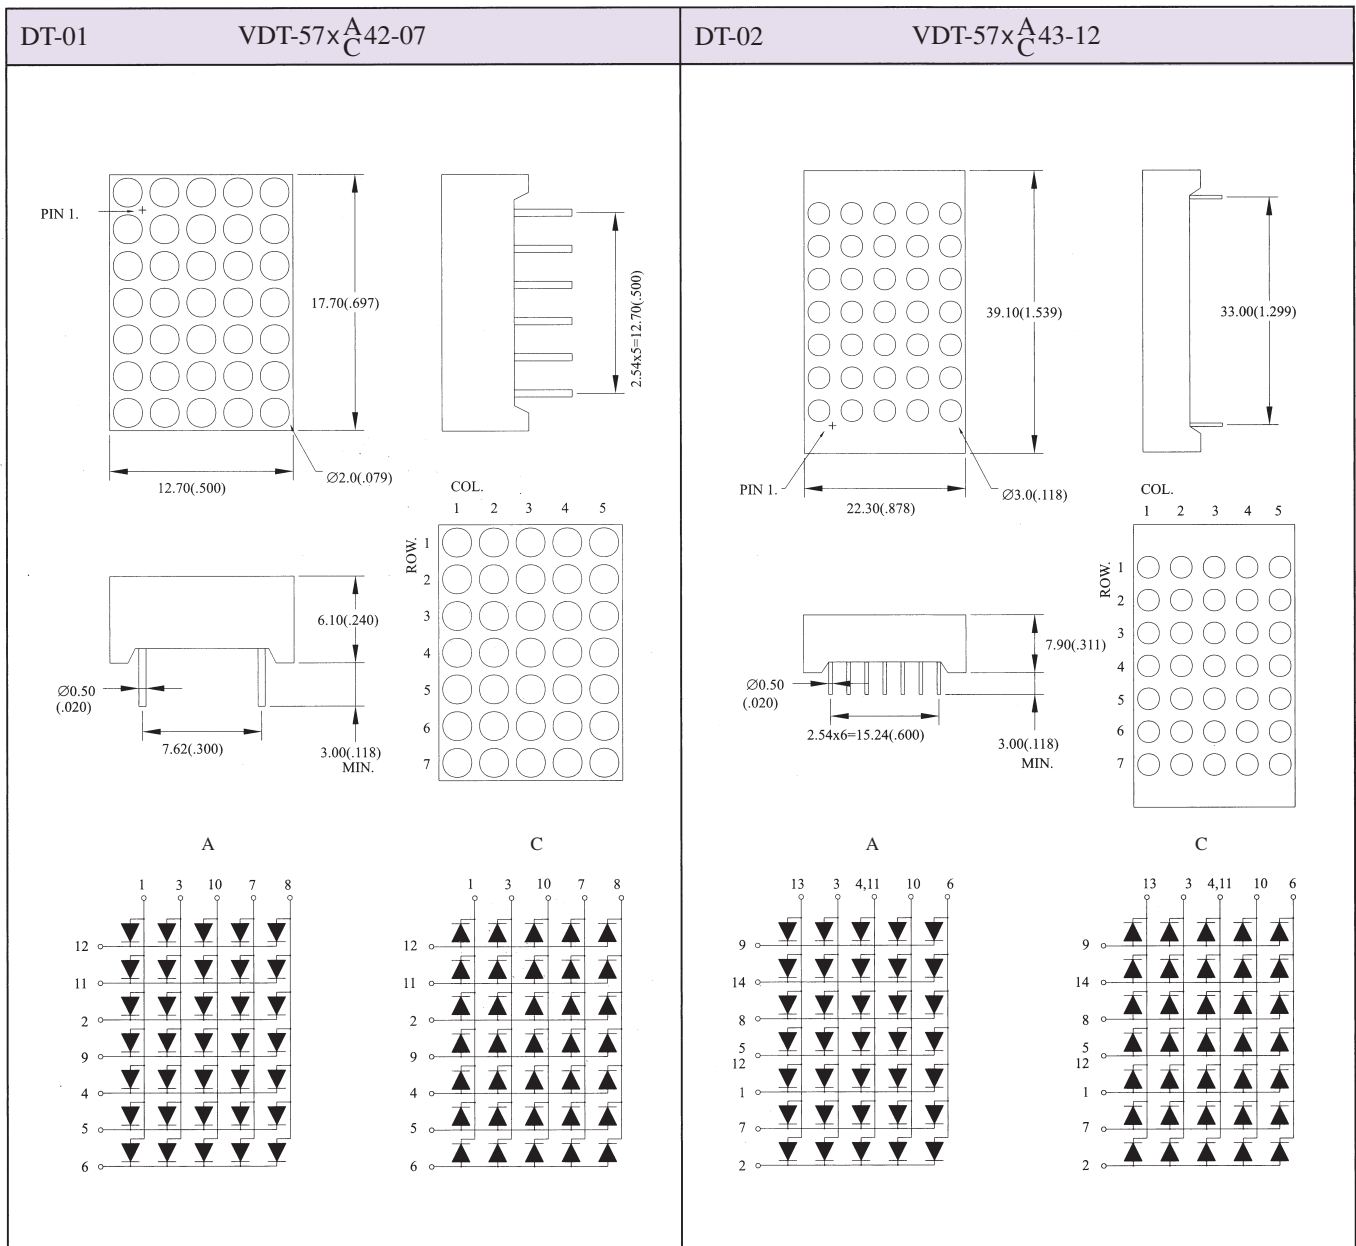 DT-01 VDT-57x A/C 42-07
PIN 1.
17.70(.697)
2.54x5=12.70(.500)
12.70(.500)
Ø2.0(.079)
COL.
1 2 3 4 5
ROW.
1
2
3
4
5
6
7
6.10(.240)
Ø0.50
(.020)
7.62(.300)
3.00(.118)
MIN.
A
1 3 10 7 8
12
11
2
9
4
5
6
C
1 3 10 7 8
12
11
2
9
4
5
6
DT-02 VDT-57x A/C 43-12
39.10(1.539)
33.00(1.299)
PIN 1.
22.30(.878)
Ø3.0(.118)
COL.
1 2 3 4 5
ROW.
1
2
3
4
5
6
7
7.90(.311)
Ø0.50
(.020)
2.54x6=15.24(.600)
3.00(.118)
MIN.
A
13 3 4,11 10 6
9
14
8
5
12
1
7
2
C
13 3 4,11 10 6
9
14
8
5
12
1
7
2